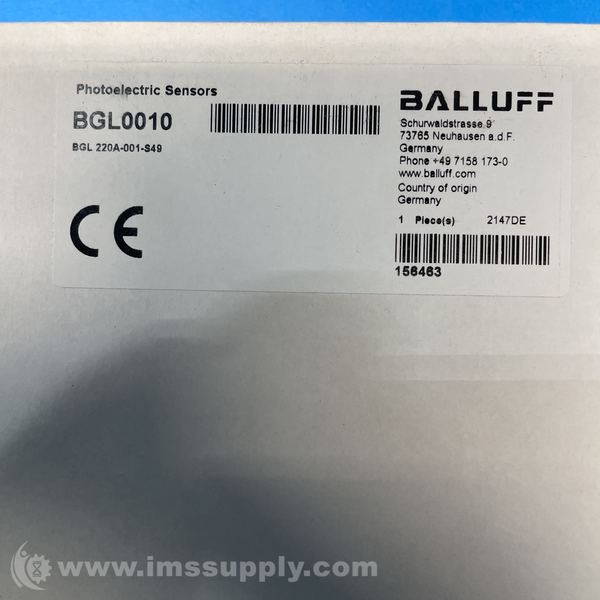 Photoelectric Sensors
BGL0010
BGL 220A-001-S49
CE
BALLUFF
Schurwaldstrasse 9
73765 Neuhausen a.d.F.
Germany
Phone +49 7158 173-0
www.balluff.com
Country of origin
Germany
1 Piece(s) 2147DE
156463
www.imssupply.com